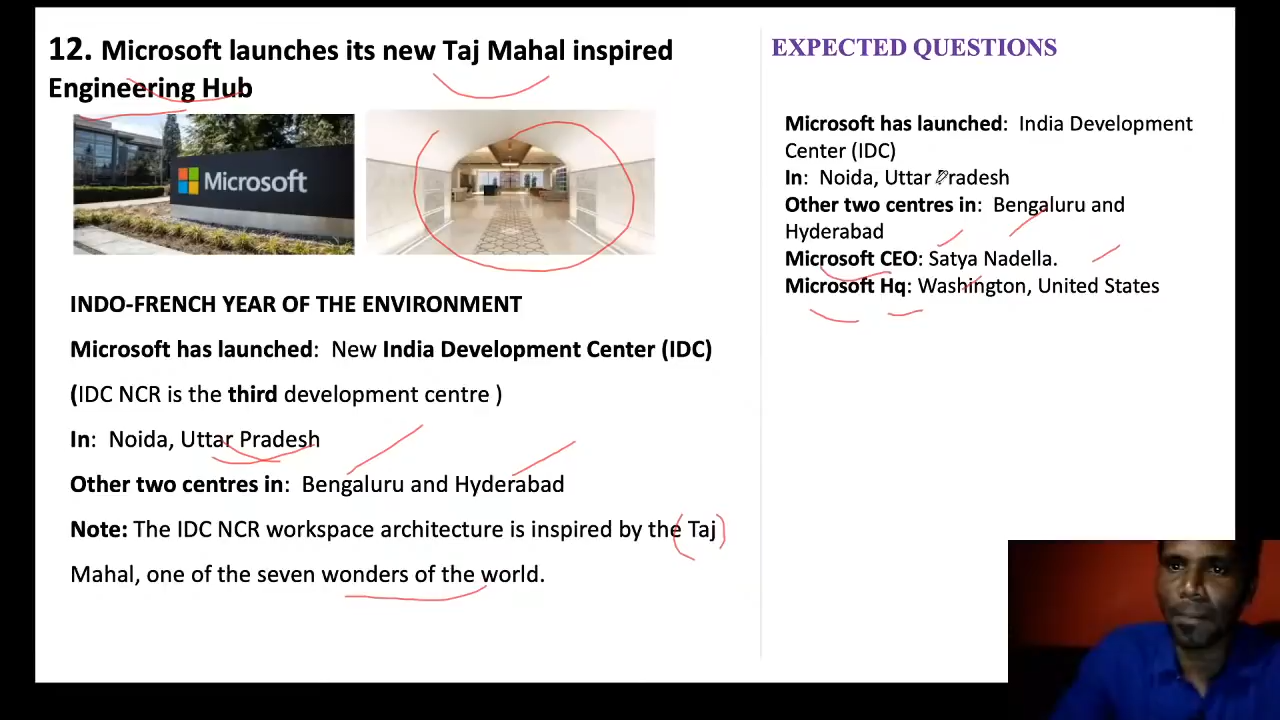 12. Microsoft launches its new Taj Mahal inspired
Engineering Hub
Microsoft
INDO-FRENCH YEAR OF THE ENVIRONMENT
Microsoft has launched: New India Development Center (IDC)
(IDC NCR is the third development centre )
In: Noida, Uttar Pradesh
Other two centres in: Bengaluru and Hyderabad
Note: The IDC NCR workspace architecture is inspired by the Taj
Mahal, one of the seven wonders of the world.
EXPECTED QUESTIONS
Microsoft has launched: India Development
Center (IDC)
In: Noida, Uttar Pradesh
Other two centres in: Bengaluru and
Hyderabad
Microsoft CEO: Satya Nadella.
Microsoft Hq: Washington, United States